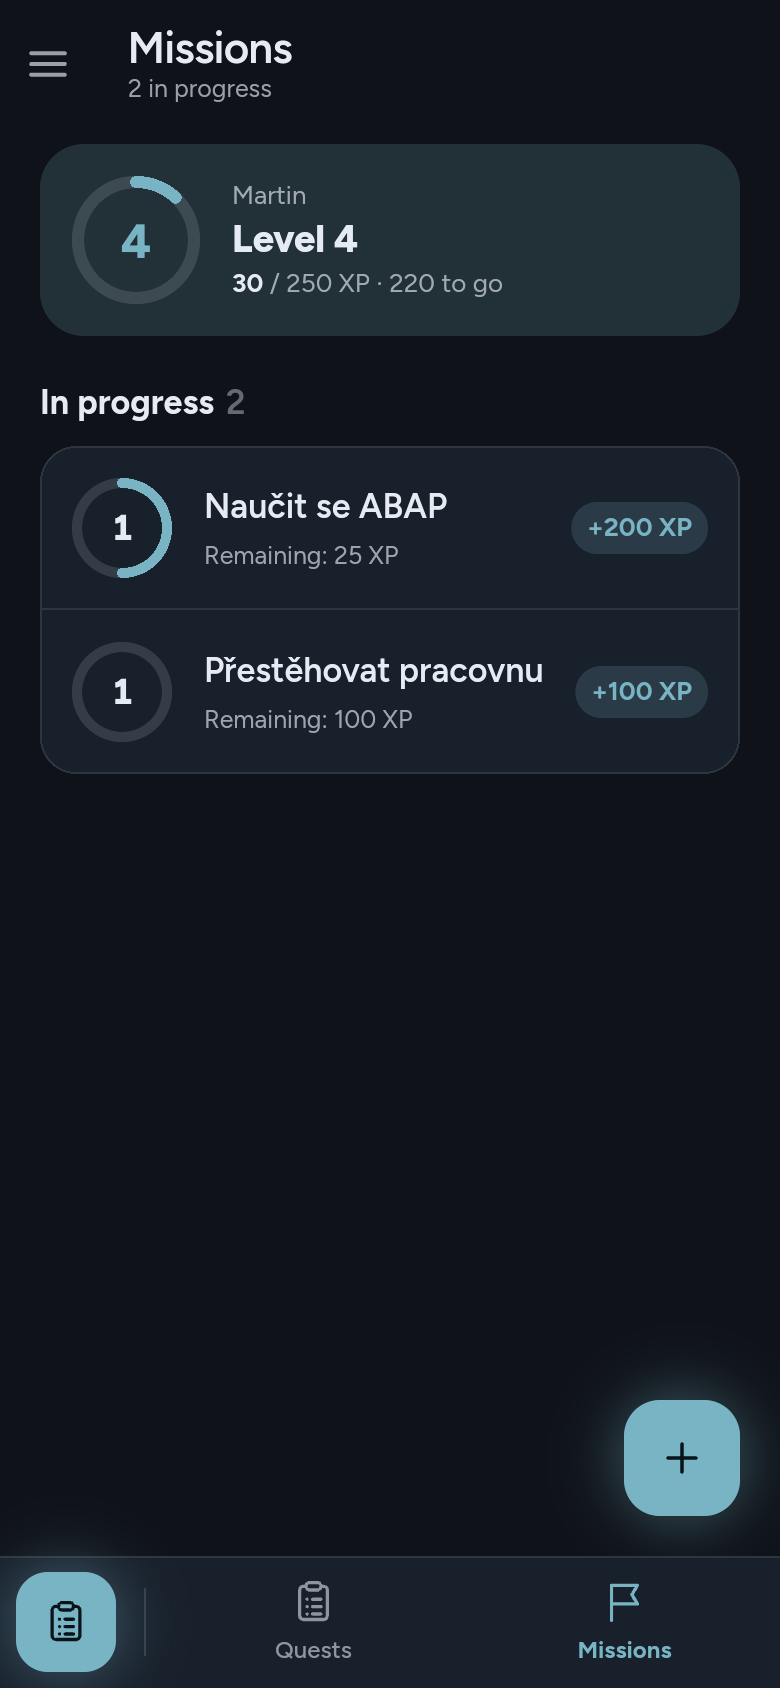 Missions
2 in progress
4
Martin
Level 4
30 / 250 XP · 220 to go
In progress 2
1
Naučit se ABAP
Remaining: 25 XP
+200 XP
1
Přestěhovat pracovnu
Remaining: 100 XP
+100 XP
Quests
Missions